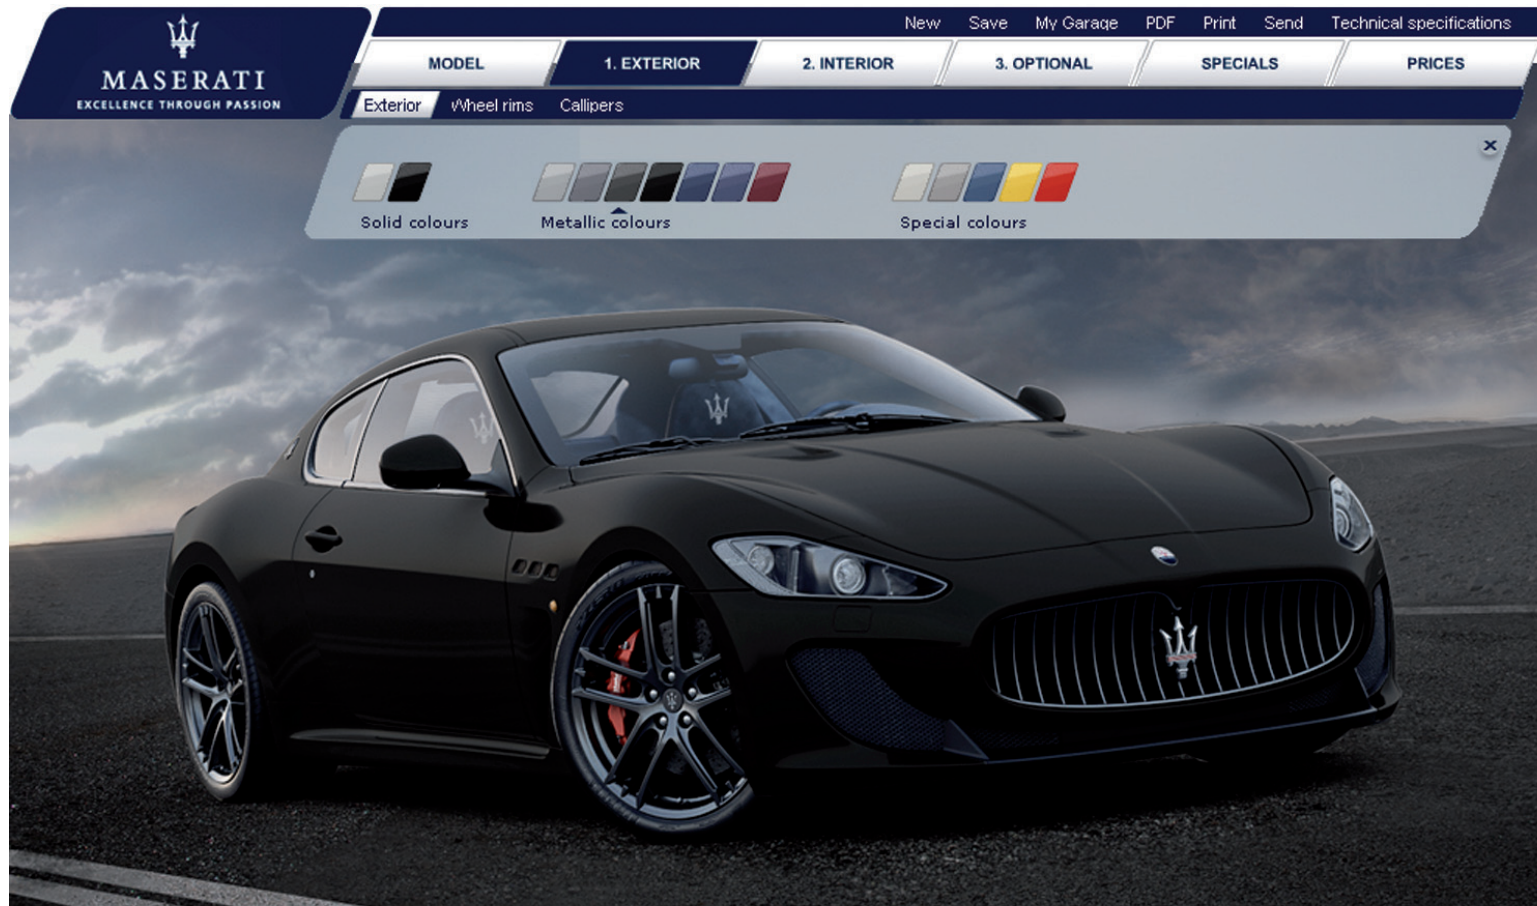 New Save My Garage PDF Print Send Technical specifications
MASERATI
EXCELLENCE THROUGH PASSION
MODEL 1. EXTERIOR 2. INTERIOR 3. OPTIONAL SPECIALS PRICES
Exterior Wheel rims Callipers
Solid colours Metallic colours Special colours